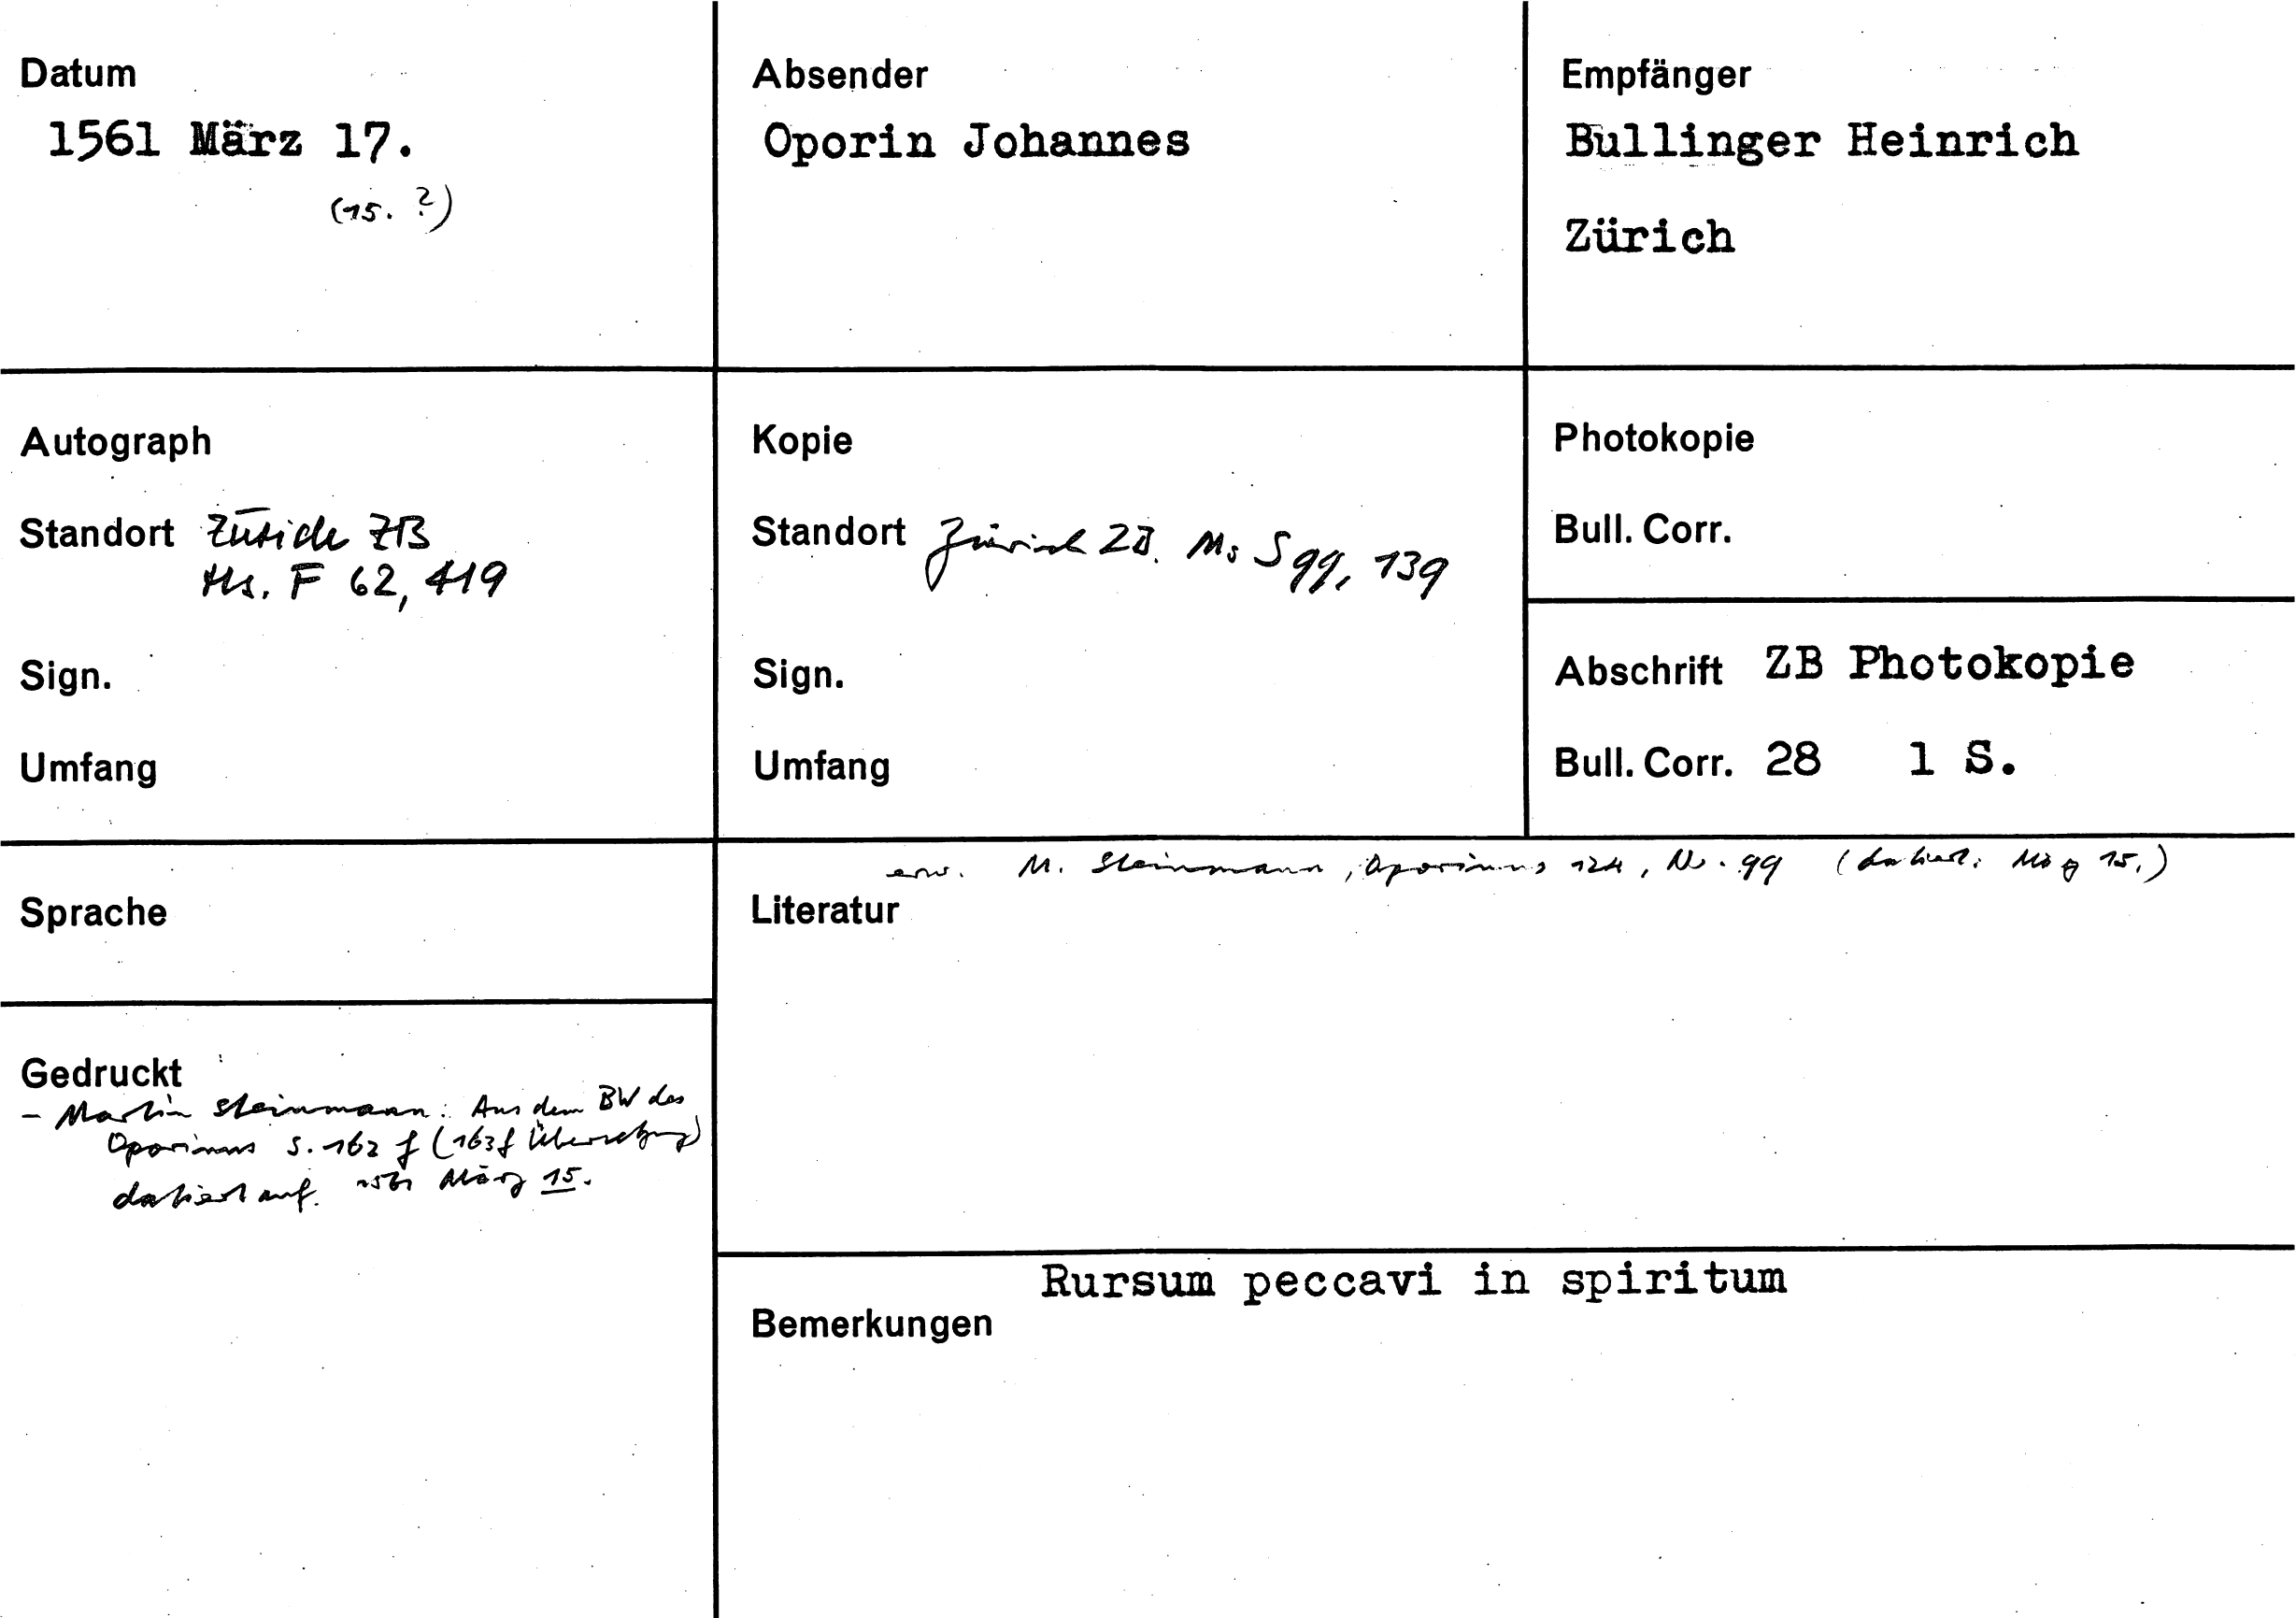 Datum
1561 März 17.
(15. ?)
Absender
Oporin Johannes
Empfänger
Bullinger Heinrich
Zürich
Autograph
Standort Zürich ZB
Ms. F 62, 419
Sign.
Umfang
Kopie
Standort Zürich ZB. Ms S 99, 139
Sign.
Umfang
Photokopie
Bull. Corr.
Abschrift ZB Photokopie
Bull. Corr. 28 1 S.
Sprache
erw. M. Steinmann, Oporinus 124, Nr. 99 (datiert: März 15.)
Literatur
Gedruckt
- Martin Steinmann: Aus dem BW des
Oporinus S. 162 f (163f Übersetzung)
datiert auf. 1561 März 15.
Rursum peccavi in spiritum
Bemerkungen